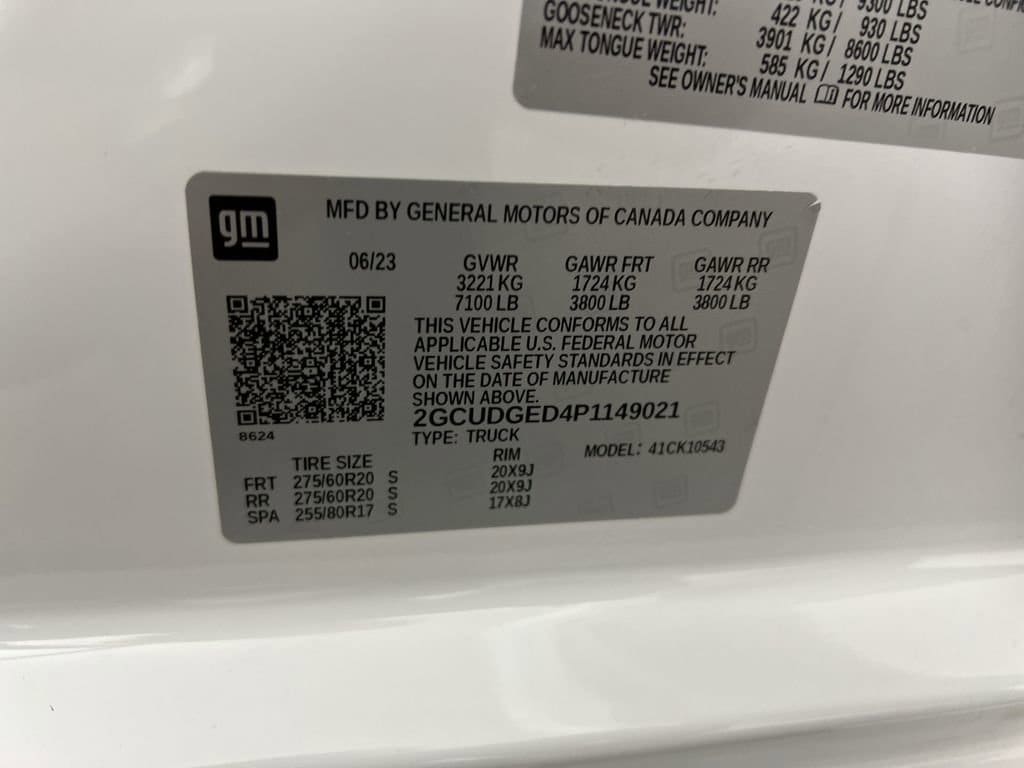 9300 LBS
WEIGHT: 422 KG/ 930 LBS
GOOSENECK TWR: 3901 KG/ 8600 LBS
MAX TONGUE WEIGHT: 585 KG/ 1290 LBS
SEE OWNER'S MANUAL FOR MORE INFORMATION
gm
MFD BY GENERAL MOTORS OF CANADA COMPANY
06/23 GVWR GAWR FRT GAWR RR
3221 KG 1724 KG 1724 KG
7100 LB 3800 LB 3800 LB
THIS VEHICLE CONFORMS TO ALL
APPLICABLE U.S. FEDERAL MOTOR
VEHICLE SAFETY STANDARDS IN EFFECT
ON THE DATE OF MANUFACTURE
SHOWN ABOVE.
2GCUDGED4P1149021
8624
TYPE: TRUCK MODEL: 41CK10543
TIRE SIZE RIM
FRT 275/60R20 S 20X9J
RR 275/60R20 S 20X9J
SPA 255/80R17 S 17X8J